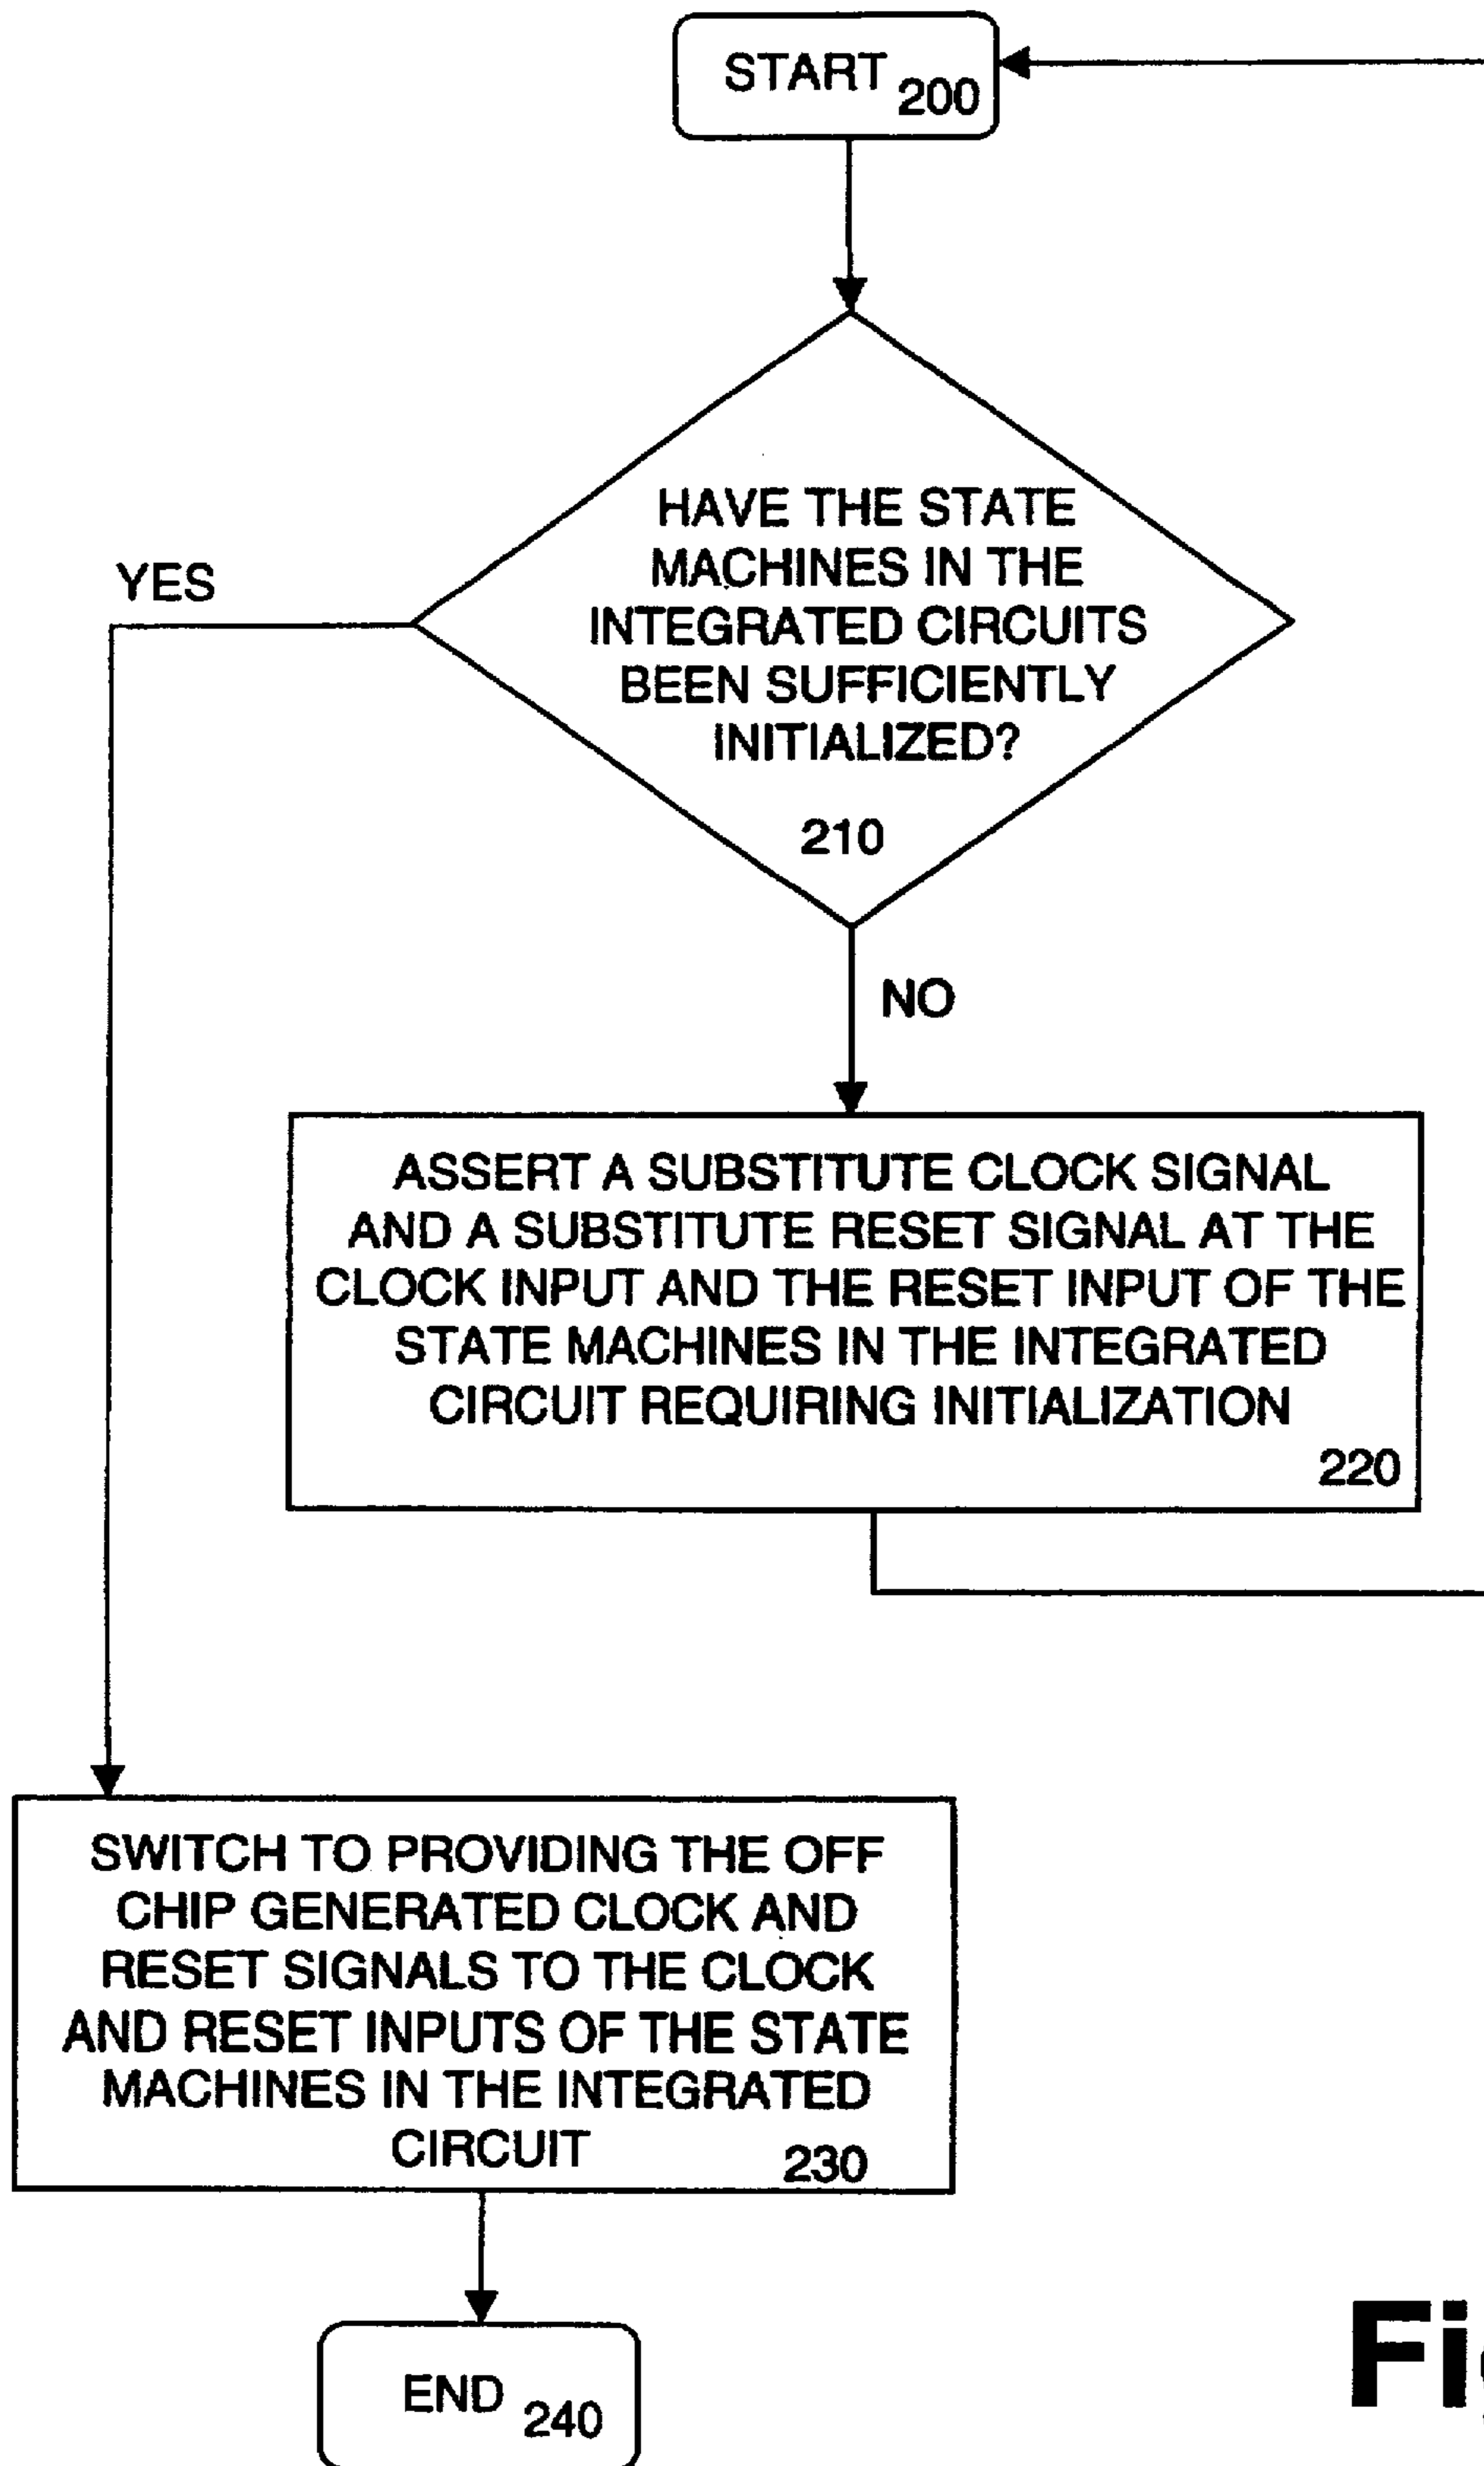 START 200
HAVE THE STATE
MACHINES IN THE
INTEGRATED CIRCUITS
BEEN SUFFICIENTLY
INITIALIZED?
210
YES
NO
ASSERT A SUBSTITUTE CLOCK SIGNAL
AND A SUBSTITUTE RESET SIGNAL AT THE
CLOCK INPUT AND THE RESET INPUT OF THE
STATE MACHINES IN THE INTEGRATED
CIRCUIT REQUIRING INITIALIZATION
220
SWITCH TO PROVIDING THE OFF
CHIP GENERATED CLOCK AND
RESET SIGNALS TO THE CLOCK
AND RESET INPUTS OF THE STATE
MACHINES IN THE INTEGRATED
CIRCUIT 230
END 240